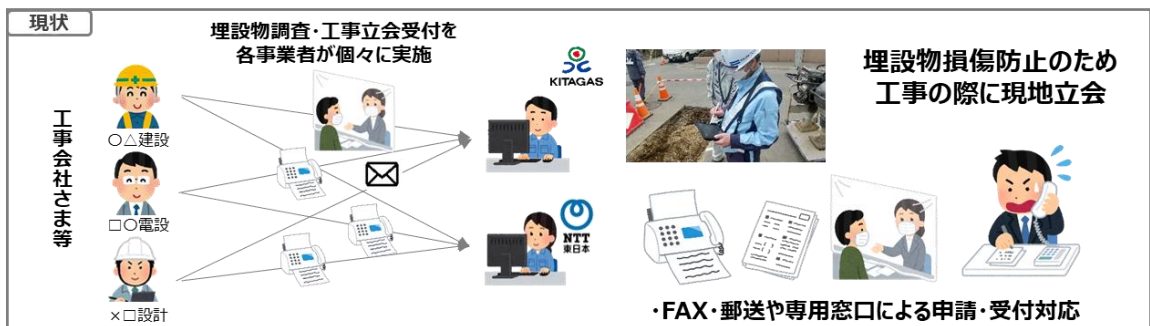 現状
埋設物調査・工事立会受付を
各事業者が個々に実施
工事会社さま等
〇△建設
□〇電設
×□設計
KITAGAS
NTT
東日本
埋設物損傷防止のため
工事の際に現地立会
・FAX・郵送や専用窓口による申請・受付対応